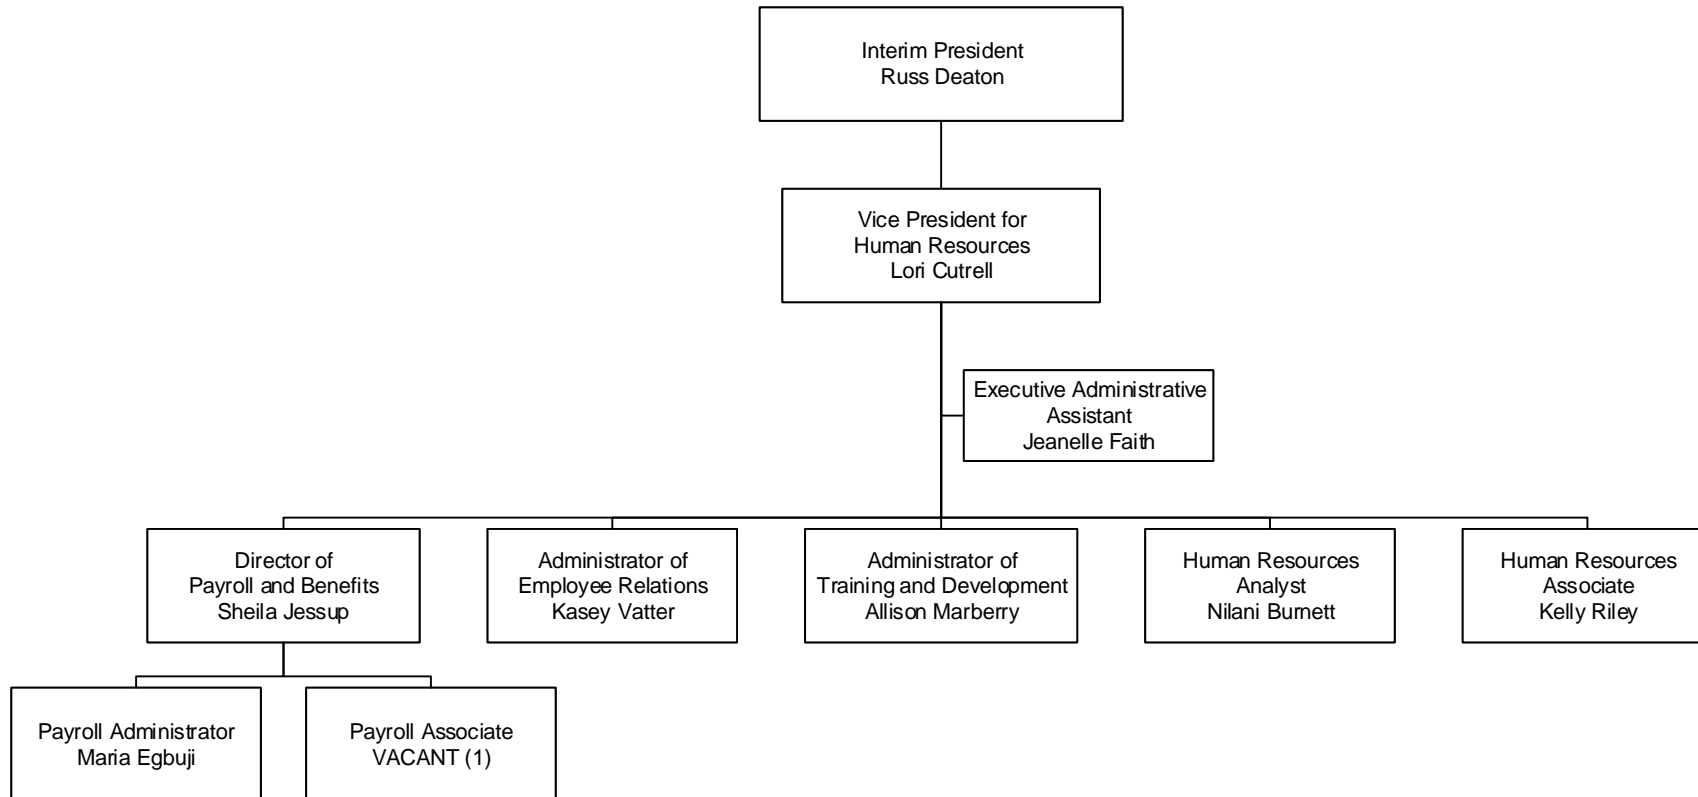 Interim President
Russ Deaton
Vice President for
Human Resources
Lori Cutrell
Executive Administrative
Assistant
Jeanelle Faith
Director of
Payroll and Benefits
Sheila Jessup
Administrator of
Employee Relations
Kasey Vatter
Administrator of
Training and Development
Allison Marberry
Human Resources
Analyst
Nilani Burnett
Human Resources
Associate
Kelly Riley
Payroll Administrator
Maria Egbuji
Payroll Associate
VACANT (1)